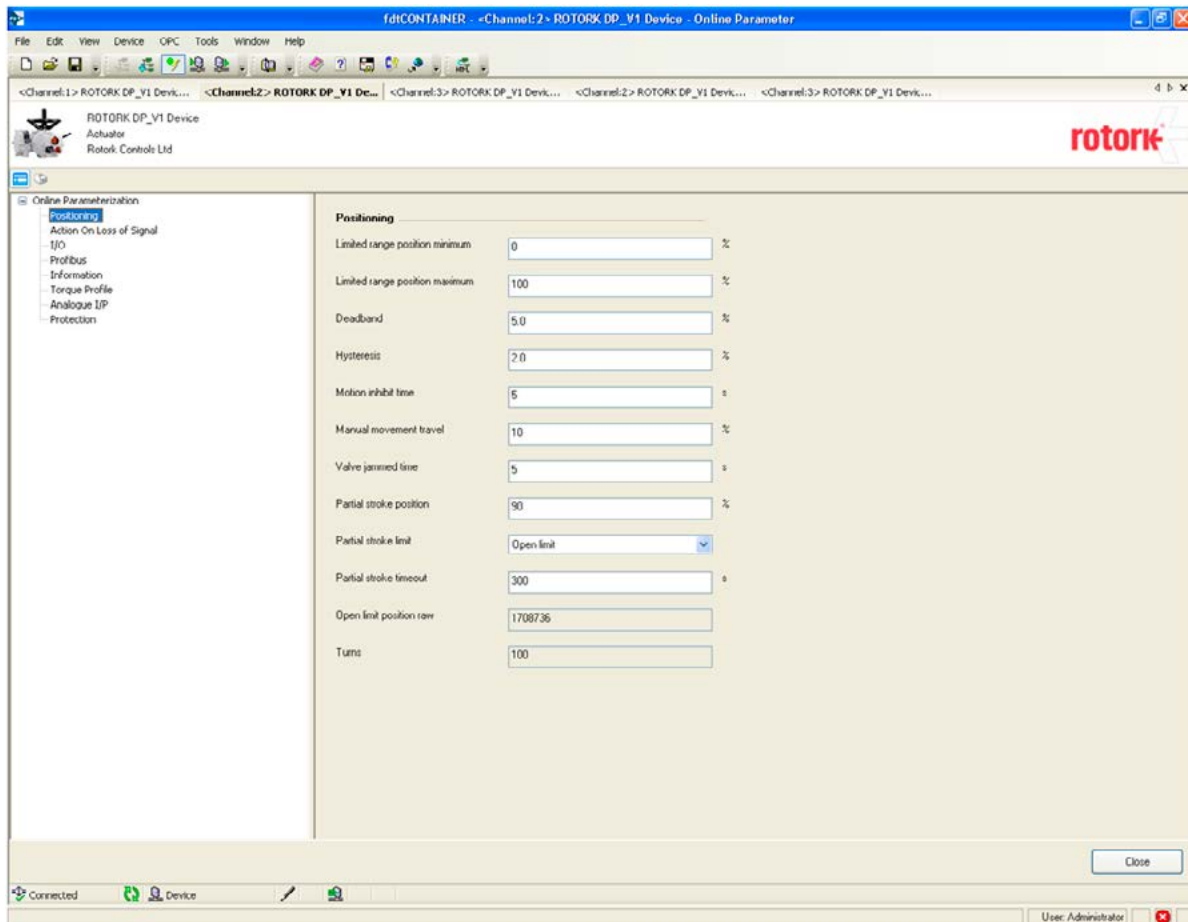 fdtCONTAINER - <Channel:2> ROTORK DP_V1 Device - Online Parameter
File Edit View Device OPC Tools Window Help
<Channel:1> ROTORK DP_V1 Devic... <Channel:2> ROTORK DP_V1 De... <Channel:3> ROTORK DP_V1 Devic... <Channel:2> ROTORK DP_V1 Devic... <Channel:3> ROTORK DP_V1 Devic...
ROTORK DP_V1 Device
Actuator
Rotork Controls Ltd
rotork
Online Parameterization
Positioning
Action On Loss of Signal
I/O
Profibus
Information
Torque Profile
Analogue I/P
Protection
Positioning
Limited range position minimum 0 %
Limited range position maximum 100 %
Deadband 5.0 %
Hysteresis 2.0 %
Motion inhibit time 5 s
Manual movement travel 10 %
Valve jammed time 5 s
Partial stroke position 90 %
Partial stroke limit Open limit
Partial stroke timeout 300 s
Open limit position raw 1708736
Turns 100
Close
Connected Device
User: Administrator